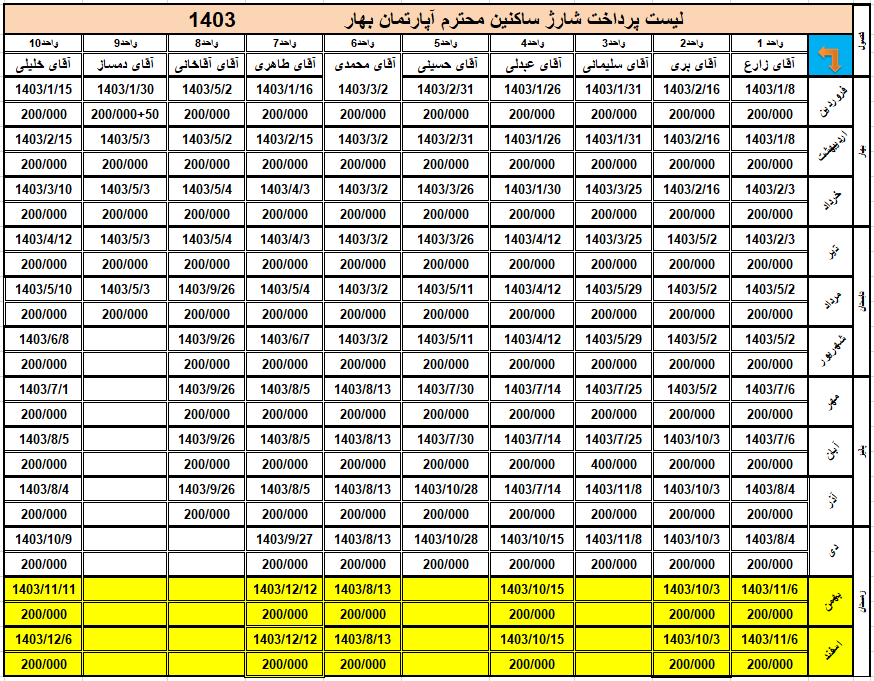 لیست پرداخت شارژ ساکنین محترم آپارتمان بهار 1403
فصول
واحد 1 واحد2 واحد3 واحد4 واحد5 واحد6 واحد7 واحد8 واحد9 واحد10
آقای زارع آقای بری آقای سلیمانی آقای عبدلی آقای حسینی آقای محمدی آقای طاهری آقای آقاخانی آقای دمساز آقای خلیلی
بهار
فروردین 1403/1/8 1403/2/16 1403/1/31 1403/1/26 1403/2/31 1403/3/2 1403/1/16 1403/5/2 1403/1/30 1403/1/15
200/000 200/000 200/000 200/000 200/000 200/000 200/000 200/000 200/000+50 200/000
اردیبهشت 1403/1/8 1403/2/16 1403/1/31 1403/1/26 1403/2/31 1403/3/2 1403/2/15 1403/5/2 1403/5/3 1403/2/15
200/000 200/000 200/000 200/000 200/000 200/000 200/000 200/000 200/000 200/000
خرداد 1403/2/3 1403/2/16 1403/3/25 1403/1/30 1403/3/26 1403/3/2 1403/4/3 1403/5/4 1403/5/3 1403/3/10
200/000 200/000 200/000 200/000 200/000 200/000 200/000 200/000 200/000 200/000
تابستان
تیر 1403/2/3 1403/5/2 1403/3/25 1403/4/12 1403/3/26 1403/3/2 1403/4/3 1403/5/4 1403/5/3 1403/4/12
200/000 200/000 200/000 200/000 200/000 200/000 200/000 200/000 200/000 200/000
مرداد 1403/5/2 1403/5/2 1403/5/29 1403/4/12 1403/5/11 1403/3/2 1403/5/4 1403/9/26 1403/5/3 1403/5/10
200/000 200/000 200/000 200/000 200/000 200/000 200/000 200/000 200/000 200/000
شهریور 1403/5/2 1403/5/2 1403/5/29 1403/4/12 1403/5/11 1403/3/2 1403/6/7 1403/9/26 1403/6/8
200/000 200/000 200/000 200/000 200/000 200/000 200/000 200/000 200/000
پائیز
مهر 1403/7/6 1403/5/2 1403/7/25 1403/7/14 1403/7/30 1403/8/13 1403/8/5 1403/9/26 1403/7/1
200/000 200/000 200/000 200/000 200/000 200/000 200/000 200/000 200/000
آبان 1403/7/6 1403/10/3 1403/7/25 1403/7/14 1403/7/30 1403/8/13 1403/8/5 1403/9/26 1403/8/5
200/000 200/000 400/000 200/000 200/000 200/000 200/000 200/000 200/000
آذر 1403/8/4 1403/10/3 1403/11/8 1403/7/14 1403/10/28 1403/8/13 1403/8/5 1403/9/26 1403/8/4
200/000 200/000 200/000 200/000 200/000 200/000 200/000 200/000 200/000
زمستان
دی 1403/8/4 1403/10/3 1403/11/8 1403/10/15 1403/10/28 1403/8/13 1403/9/27 1403/10/9
200/000 200/000 200/000 200/000 200/000 200/000 200/000 200/000
بهمن 1403/11/6 1403/10/3 1403/10/15 1403/8/13 1403/12/12 1403/11/11
200/000 200/000 200/000 200/000 200/000 200/000
اسفند 1403/11/6 1403/10/3 1403/10/15 1403/8/13 1403/12/12 1403/12/6
200/000 200/000 200/000 200/000 200/000 200/000